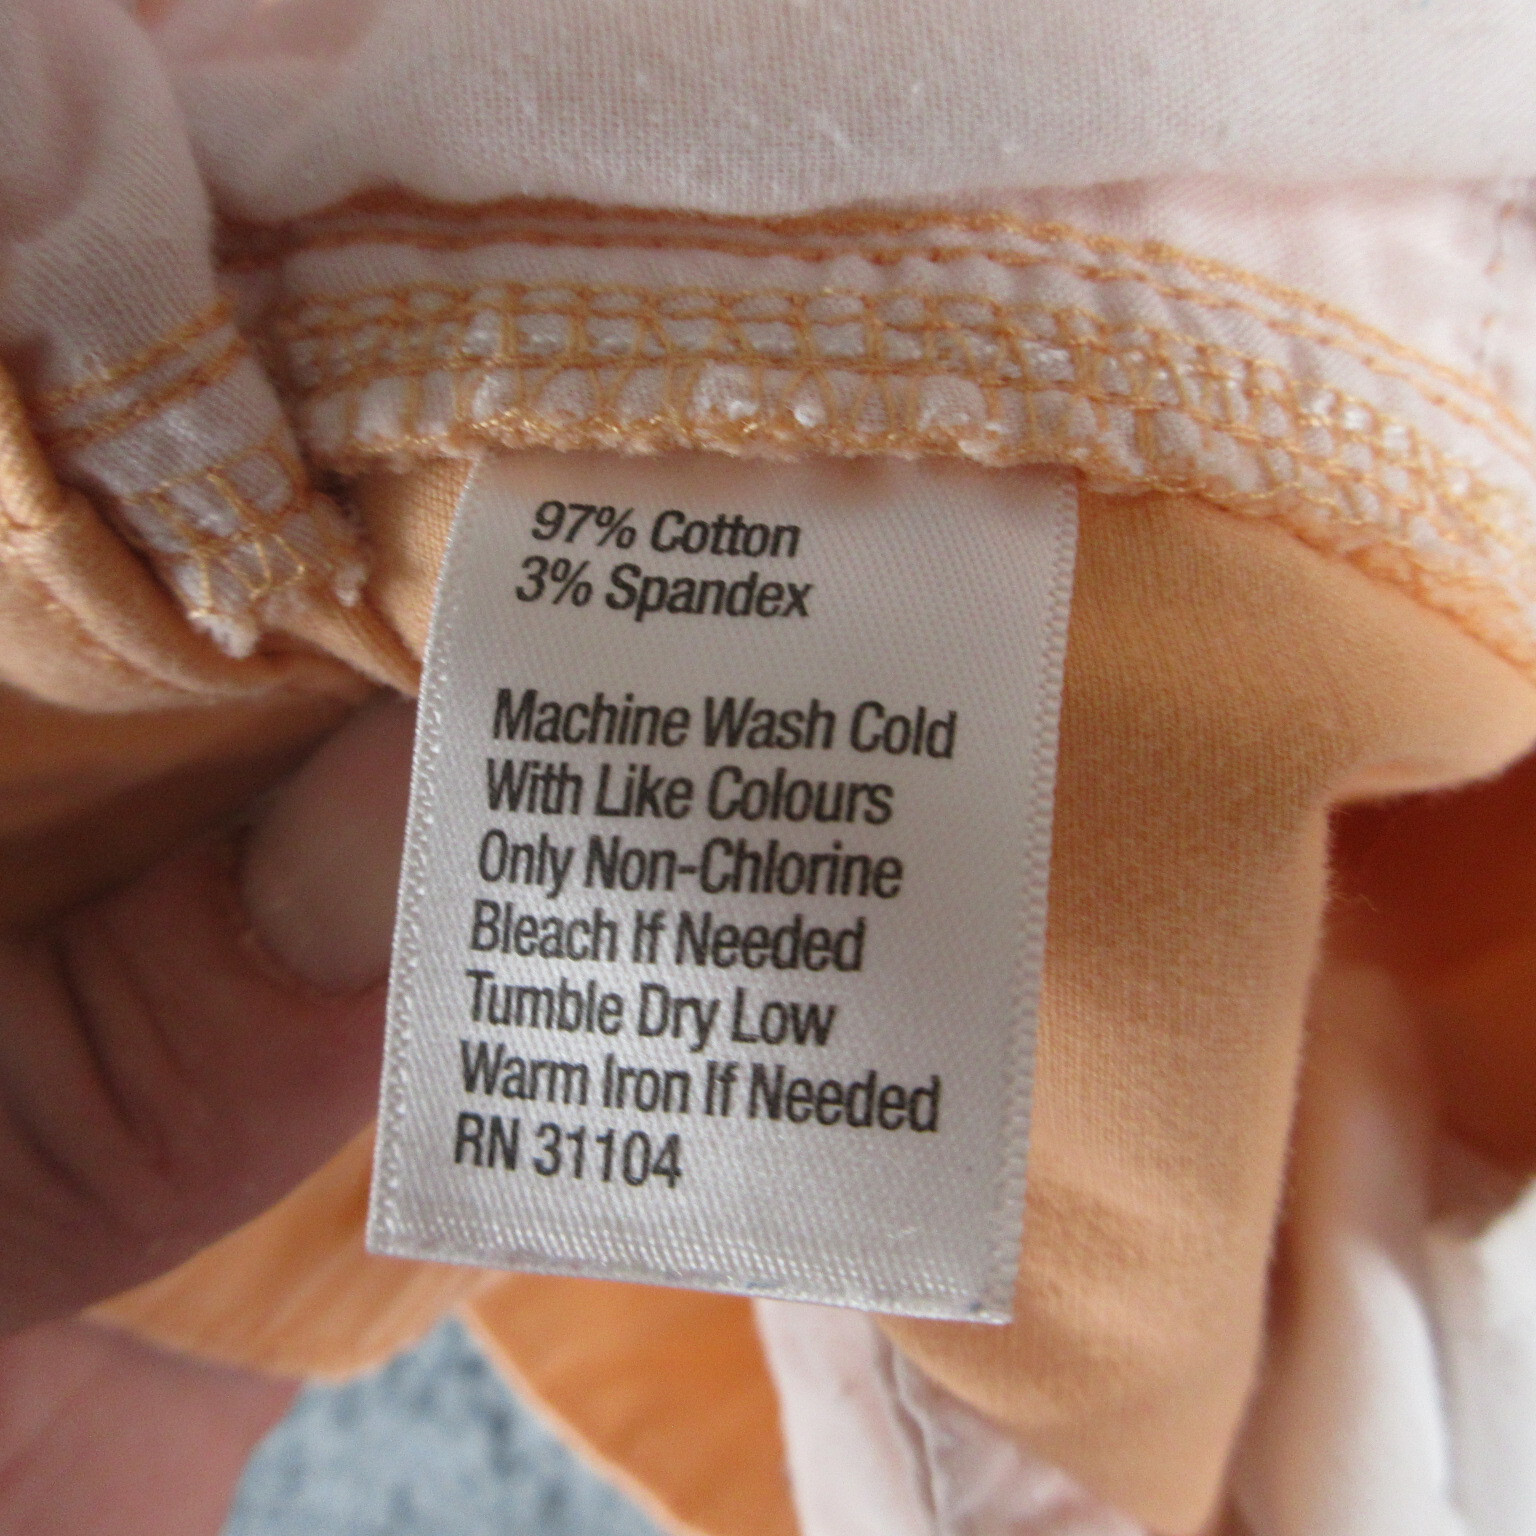 97% Cotton
3% Spandex
Machine Wash Cold
With Like Colours
Only Non-Chlorine
Bleach If Needed
Tumble Dry Low
Warm Iron If Needed
RN 31104